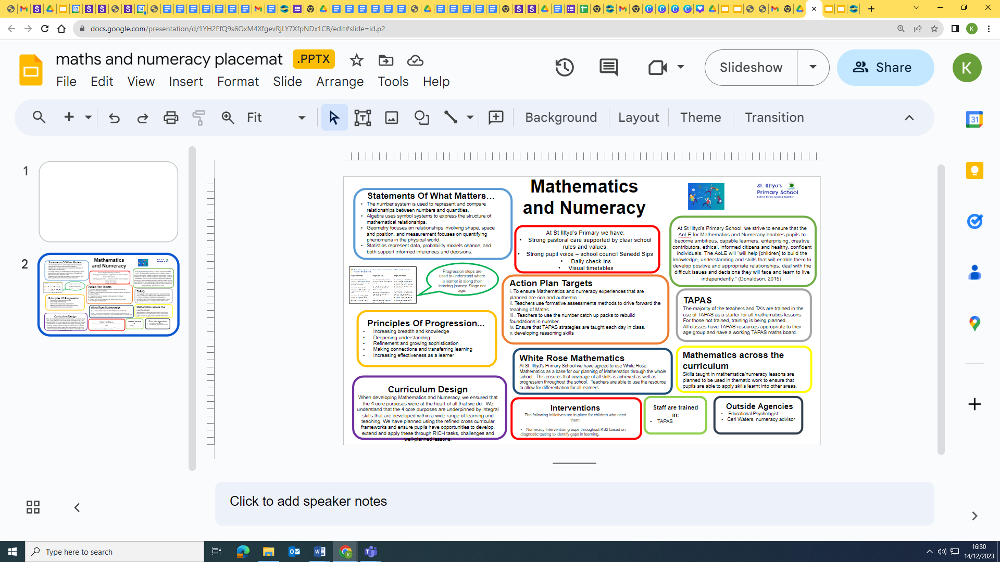 docs.google.com/presentation/d/1YH2FfQ9s6OxM4XfgevRjLY7XfpNDx1CB/edit#slide=id.p2
maths and numeracy placemat .PPTX
File Edit View Insert Format Slide Arrange Tools Help
Slideshow
Share
K
Fit
Background Layout Theme Transition
1
2
Mathematics
and Numeracy
St. Illtyd's
Primary School
Believe Enrich Succeed Together
Statements Of What Matters…
• The number system is used to represent and compare
relationships between numbers and quantities.
• Algebra uses symbol systems to express the structure of
mathematical relationships.
• Geometry focuses on relationships involving shape, space
and position, and measurement focuses on quantifying
phenomena in the physical world.
• Statistics represent data, probability models chance, and
both support informed inferences and decisions.
At St Illtyd's Primary we have:
• Strong pastoral care supported by clear school
rules and values.
• Strong pupil voice – school council Senedd Sips
• Daily check-ins
• Visual timetables
At St Illtyd's Primary School, we strive to ensure that the
AoLE for Mathematics and Numeracy enables pupils to
become ambitious, capable learners, enterprising, creative
contributors, ethical, informed citizens and healthy, confident
individuals. The AoLE will "will help [children] to build the
knowledge, understanding and skills that will enable them to
develop positive and appropriate relationships, deal with the
difficult issues and decisions they will face and learn to live
independently." (Donaldson, 2015)
Progression steps are
used to understand where
a learner is along their
learning journey. Stage not
age.
Action Plan Targets
i. To ensure Mathematics and numeracy experiences that are
planned are rich and authentic.
ii. Teachers use formative assessments methods to drive forward the
teaching of Maths.
iii . Teachers to use the number catch up packs to rebuild
foundations in number
iv. Ensure that TAPAS strategies are taught each day in class.
v. developing reasoning skills
TAPAS
The majority of the teachers and TA's are trained in the
use of TAPAS as a starter for all mathematics lessons.
For those not trained, training is being planned.
All classes have TAPAS resources appropriate to their
age group and have a working TAPAS maths board.
Principles Of Progression...
• Increasing breadth and knowledge
• Deepening understanding
• Refinement and growing sophistication
• Making connections and transferring learning
• Increasing effectiveness as a learner
White Rose Mathematics
At St. Illtyd's Primary School we have agreed to use White Rose
Mathematics as a base for our planning of Mathematics through the whole
school. This ensures that coverage of all skills is achieved as well as
progression throughout the school. Teachers are able to use the resource
to allow for differentiation for all learners.
Mathematics across the
curriculum
Skills taught in mathematics/numeracy lessons are
planned to be used in thematic work to ensure that
pupils are able to apply skills learnt into other areas.
Curriculum Design
When developing Mathematics and Numeracy, we ensured that
the 4 core purposes were at the heart of all that we do. We
understand that the 4 core purposes are underpinned by integral
skills that are developed within a wide range of learning and
teaching. We have planned using the refined cross curricular
frameworks and ensure pupils have opportunities to develop,
extend and apply these through RICH tasks, challenges and
well-planned lessons.
Interventions
The following initiatives are in place for children who need
them:
• Numeracy Intervention groups throughout KS2 based on
diagnostic testing to identify gaps in learning.
Staff are trained
in:
• TAPAS
Outside Agencies
• Educational Psychologist
• Ceri Waters, numeracy advisor
Click to add speaker notes
Type here to search
16:30
14/12/2023